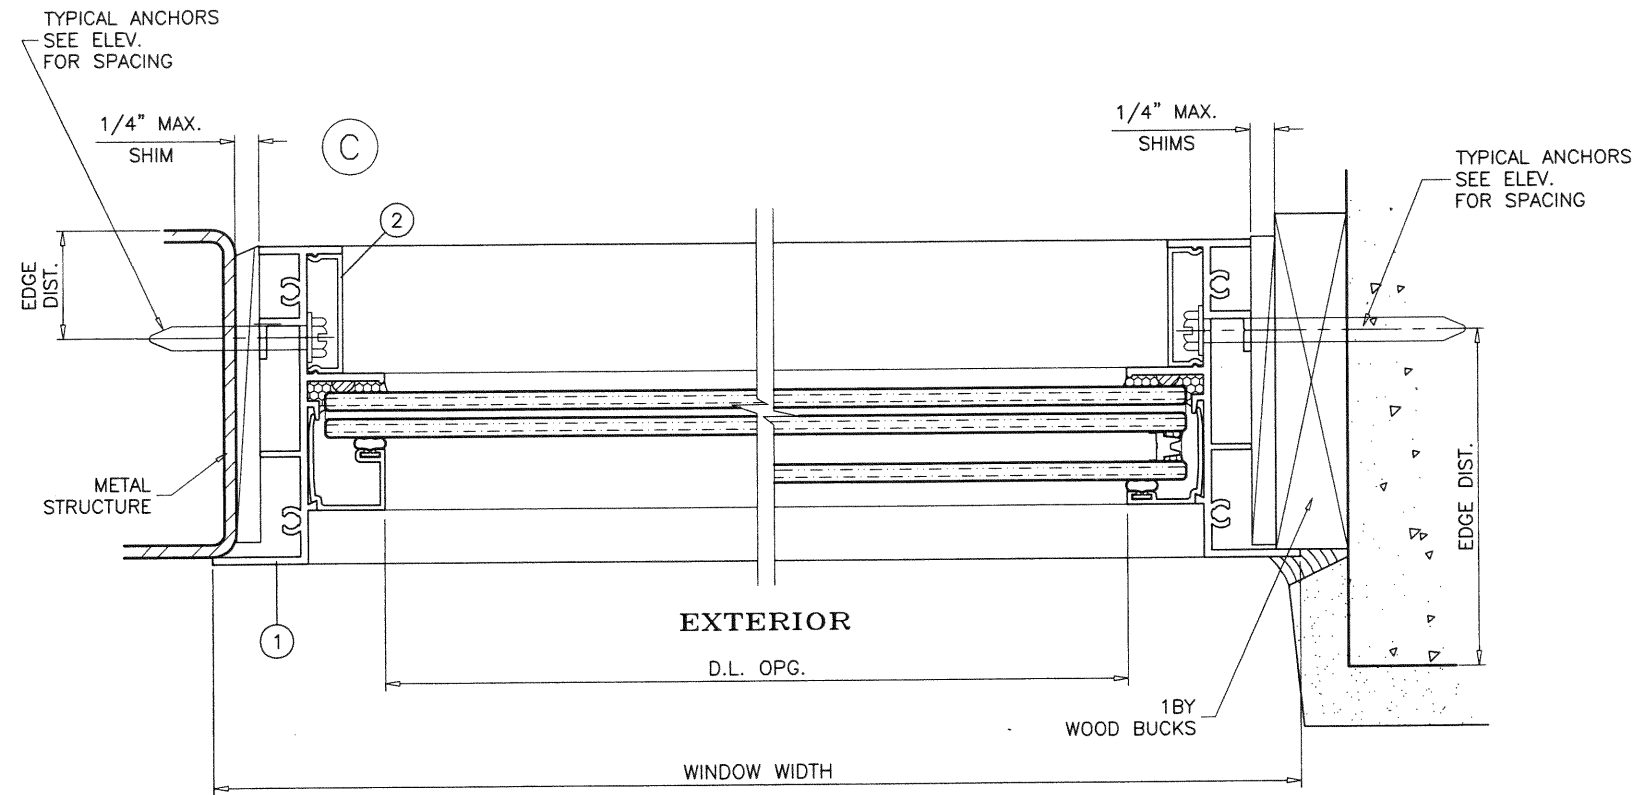 TYPICAL ANCHORS
SEE ELEV.
FOR SPACING
1/4" MAX.
SHIM
C
2
1/4" MAX.
SHIMS
TYPICAL ANCHORS
SEE ELEV.
FOR SPACING
EDGE
DIST.
METAL
STRUCTURE
EDGE DIST.
1
EXTERIOR
D.L. OPG.
1BY
WOOD BUCKS
WINDOW WIDTH